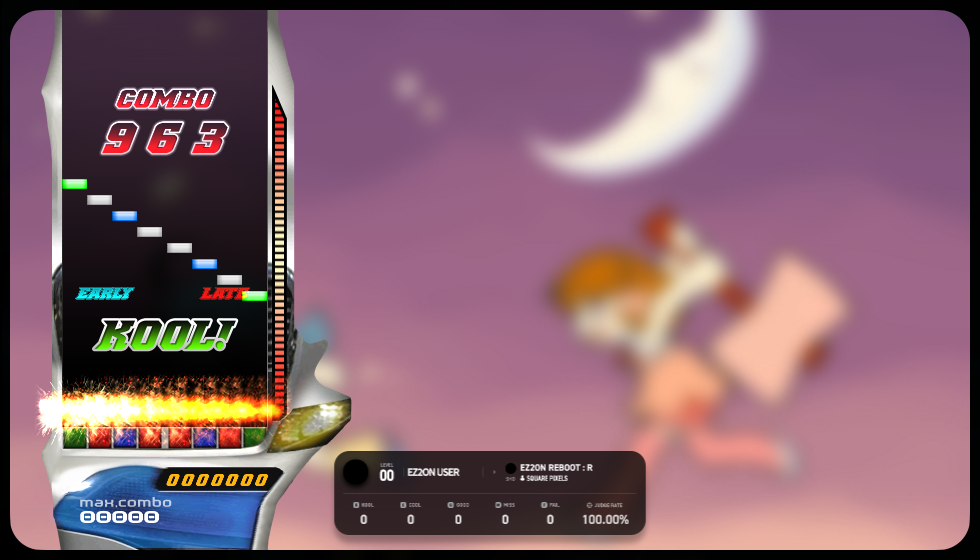 COMBO
963
EARLY LATE
KOOL!
0000000
max.combo
00000
LEVEL
00 EZ2ON USER
EZ2ON REBOOT : R
SQUARE PIXELS
KOOL COOL GOOD MISS FAIL JUDGE RATE
0 0 0 0 0 100.00%